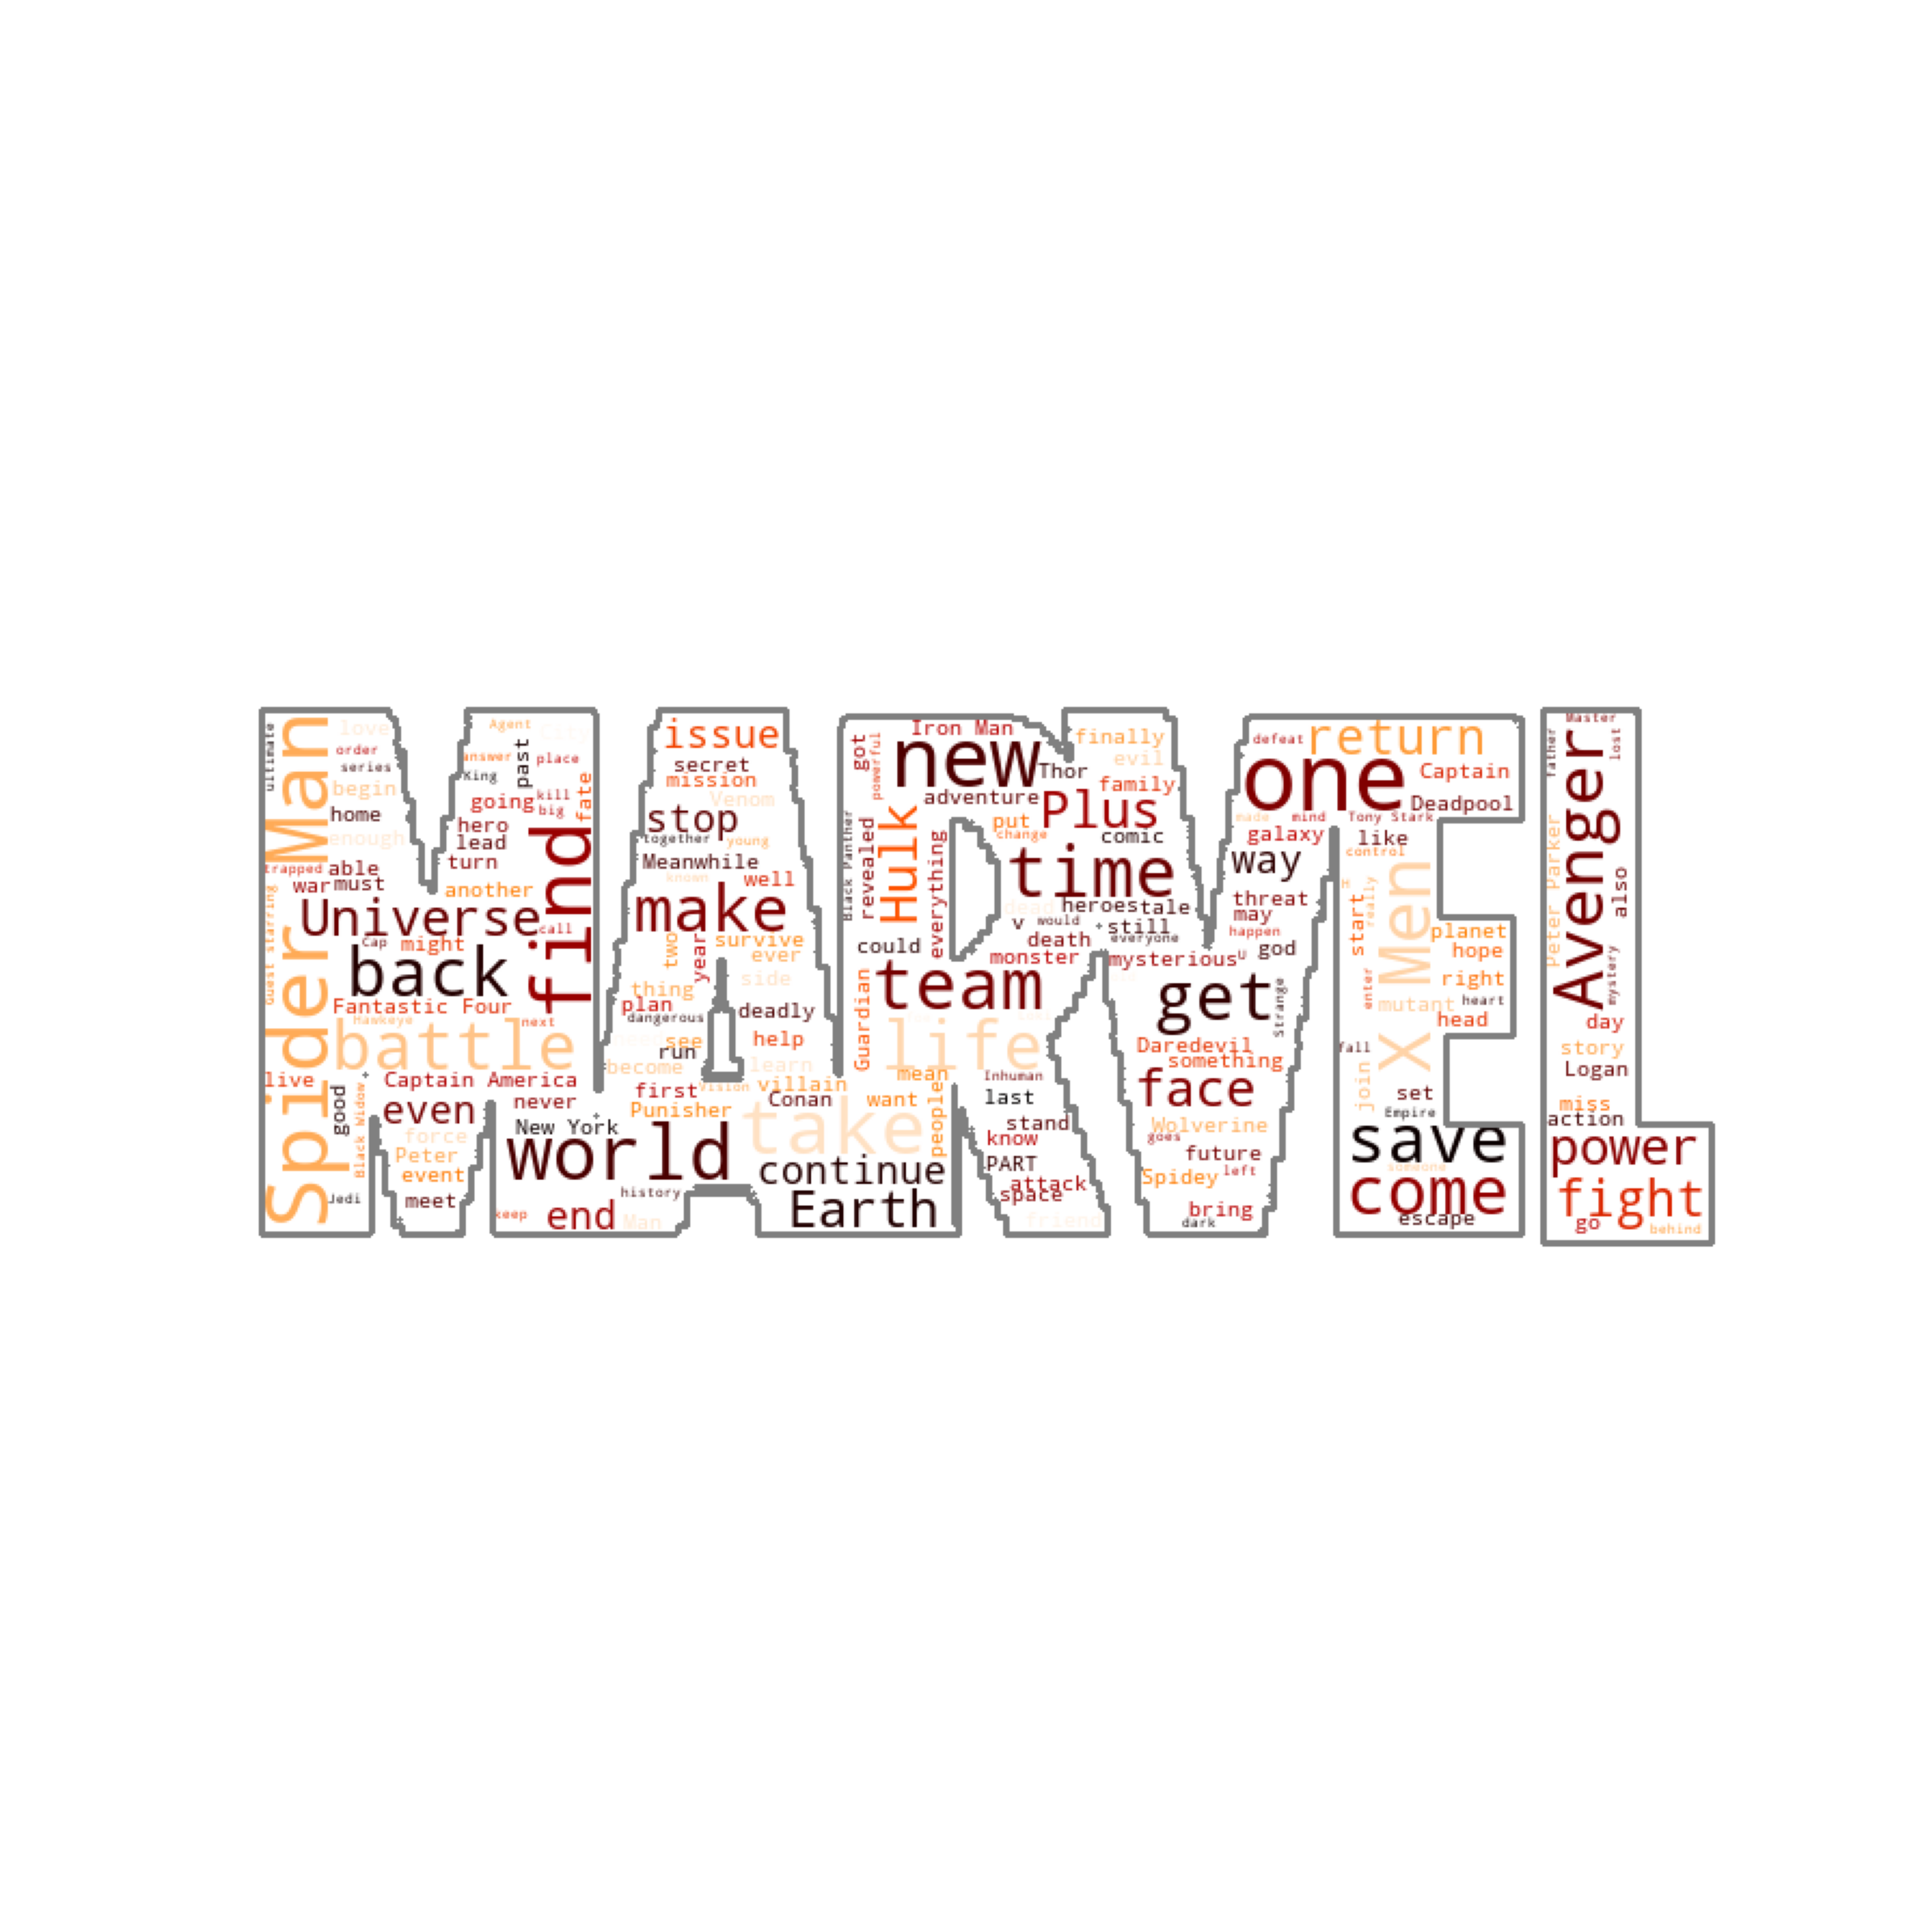 Spider Man
ultimate
love
order
series
begin
home
enough
trapped
able
war
must
Guest starring
Universe
Cap
might
back
Fantastic Four
Hawkeye
next
battle
live
good
Black Widow
Jedi
Captain America
even
never
force
Peter
event
meet
Agent
City
answer
King
past
place
going
kill
big
fate
hero
lead
turn
another
find
call
New York
world
history
keep
end
Man
issue
secret
mission
Venom
stop
together
young
Meanwhile
known
well
make
two
year
survive
ever
side
thing
plan
dangerous
deadly
see
run
help
become
learn
first
Vision
villain
Punisher
Conan
take
continue
Earth
got
powerful
Iron Man
new
Thor
adventure
Black Panther
revealed
Hulk
everything
could
team
Guardian
life
mean
people
want
finally
evil
family
Plus
put
change
comic
time
dead
heroes
tale
v
would
still
death
everyone
monster
mysterious
u
Inhuman
last
stand
know
PART
attack
space
friend
defeat
return
one
Captain
Deadpool
made
mind
Tony Stark
galaxy
like
way
control
threat
may
happen
god
get
Strange
Daredevil
something
face
Wolverine
goes
future
Spidey
left
bring
dark
H
start
really
X Men
planet
hope
right
enter
mutant
heart
head
fall
join
set
Empire
save
someone
come
escape
Master
father
lost
Avenger
Peter Parker
also
mystery
day
story
Logan
miss
action
power
fight
go
behind